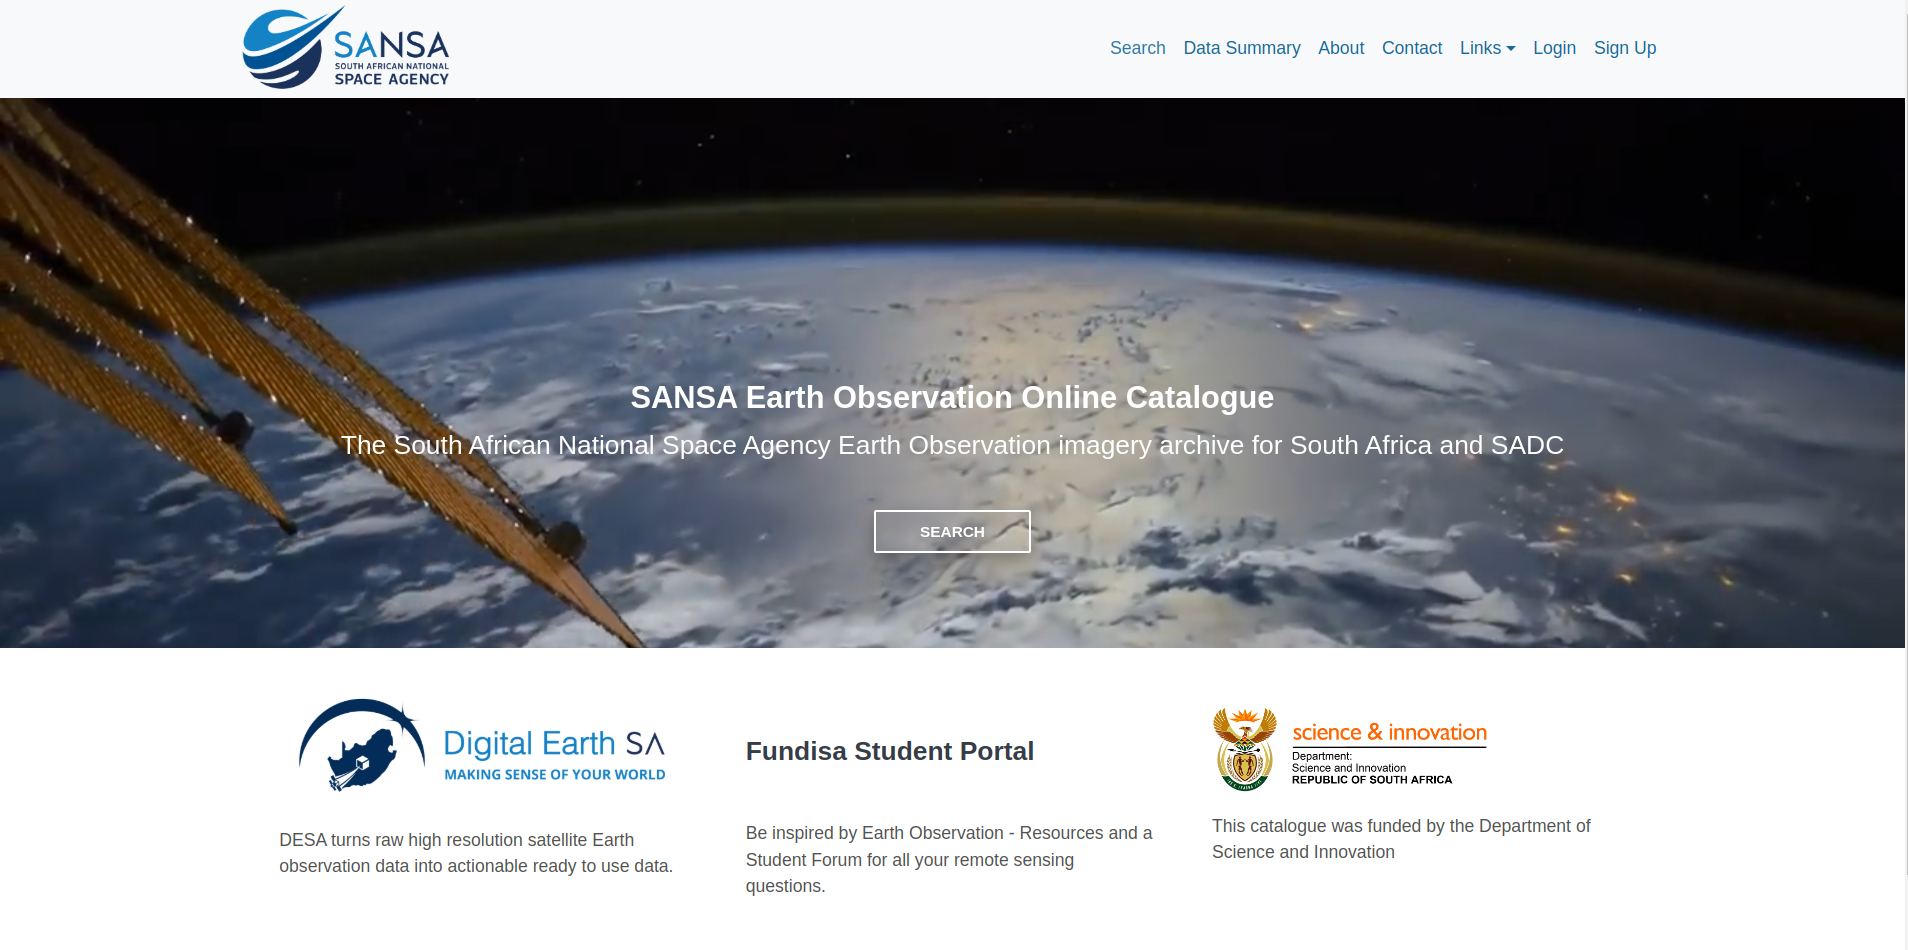 SANSA
SOUTH AFRICAN NATIONAL
SPACE AGENCY
Search
Data Summary
About
Contact
Links
Login
Sign Up
SANSA Earth Observation Online Catalogue
The South African National Space Agency Earth Observation imagery archive for South Africa and SADC
SEARCH
Digital Earth SA
MAKING SENSE OF YOUR WORLD
DESA turns raw high resolution satellite Earth
observation data into actionable ready to use data.
Fundisa Student Portal
Be inspired by Earth Observation - Resources and a
Student Forum for all your remote sensing
questions.
science & innovation
Department:
Science and Innovation
REPUBLIC OF SOUTH AFRICA
This catalogue was funded by the Department of
Science and Innovation